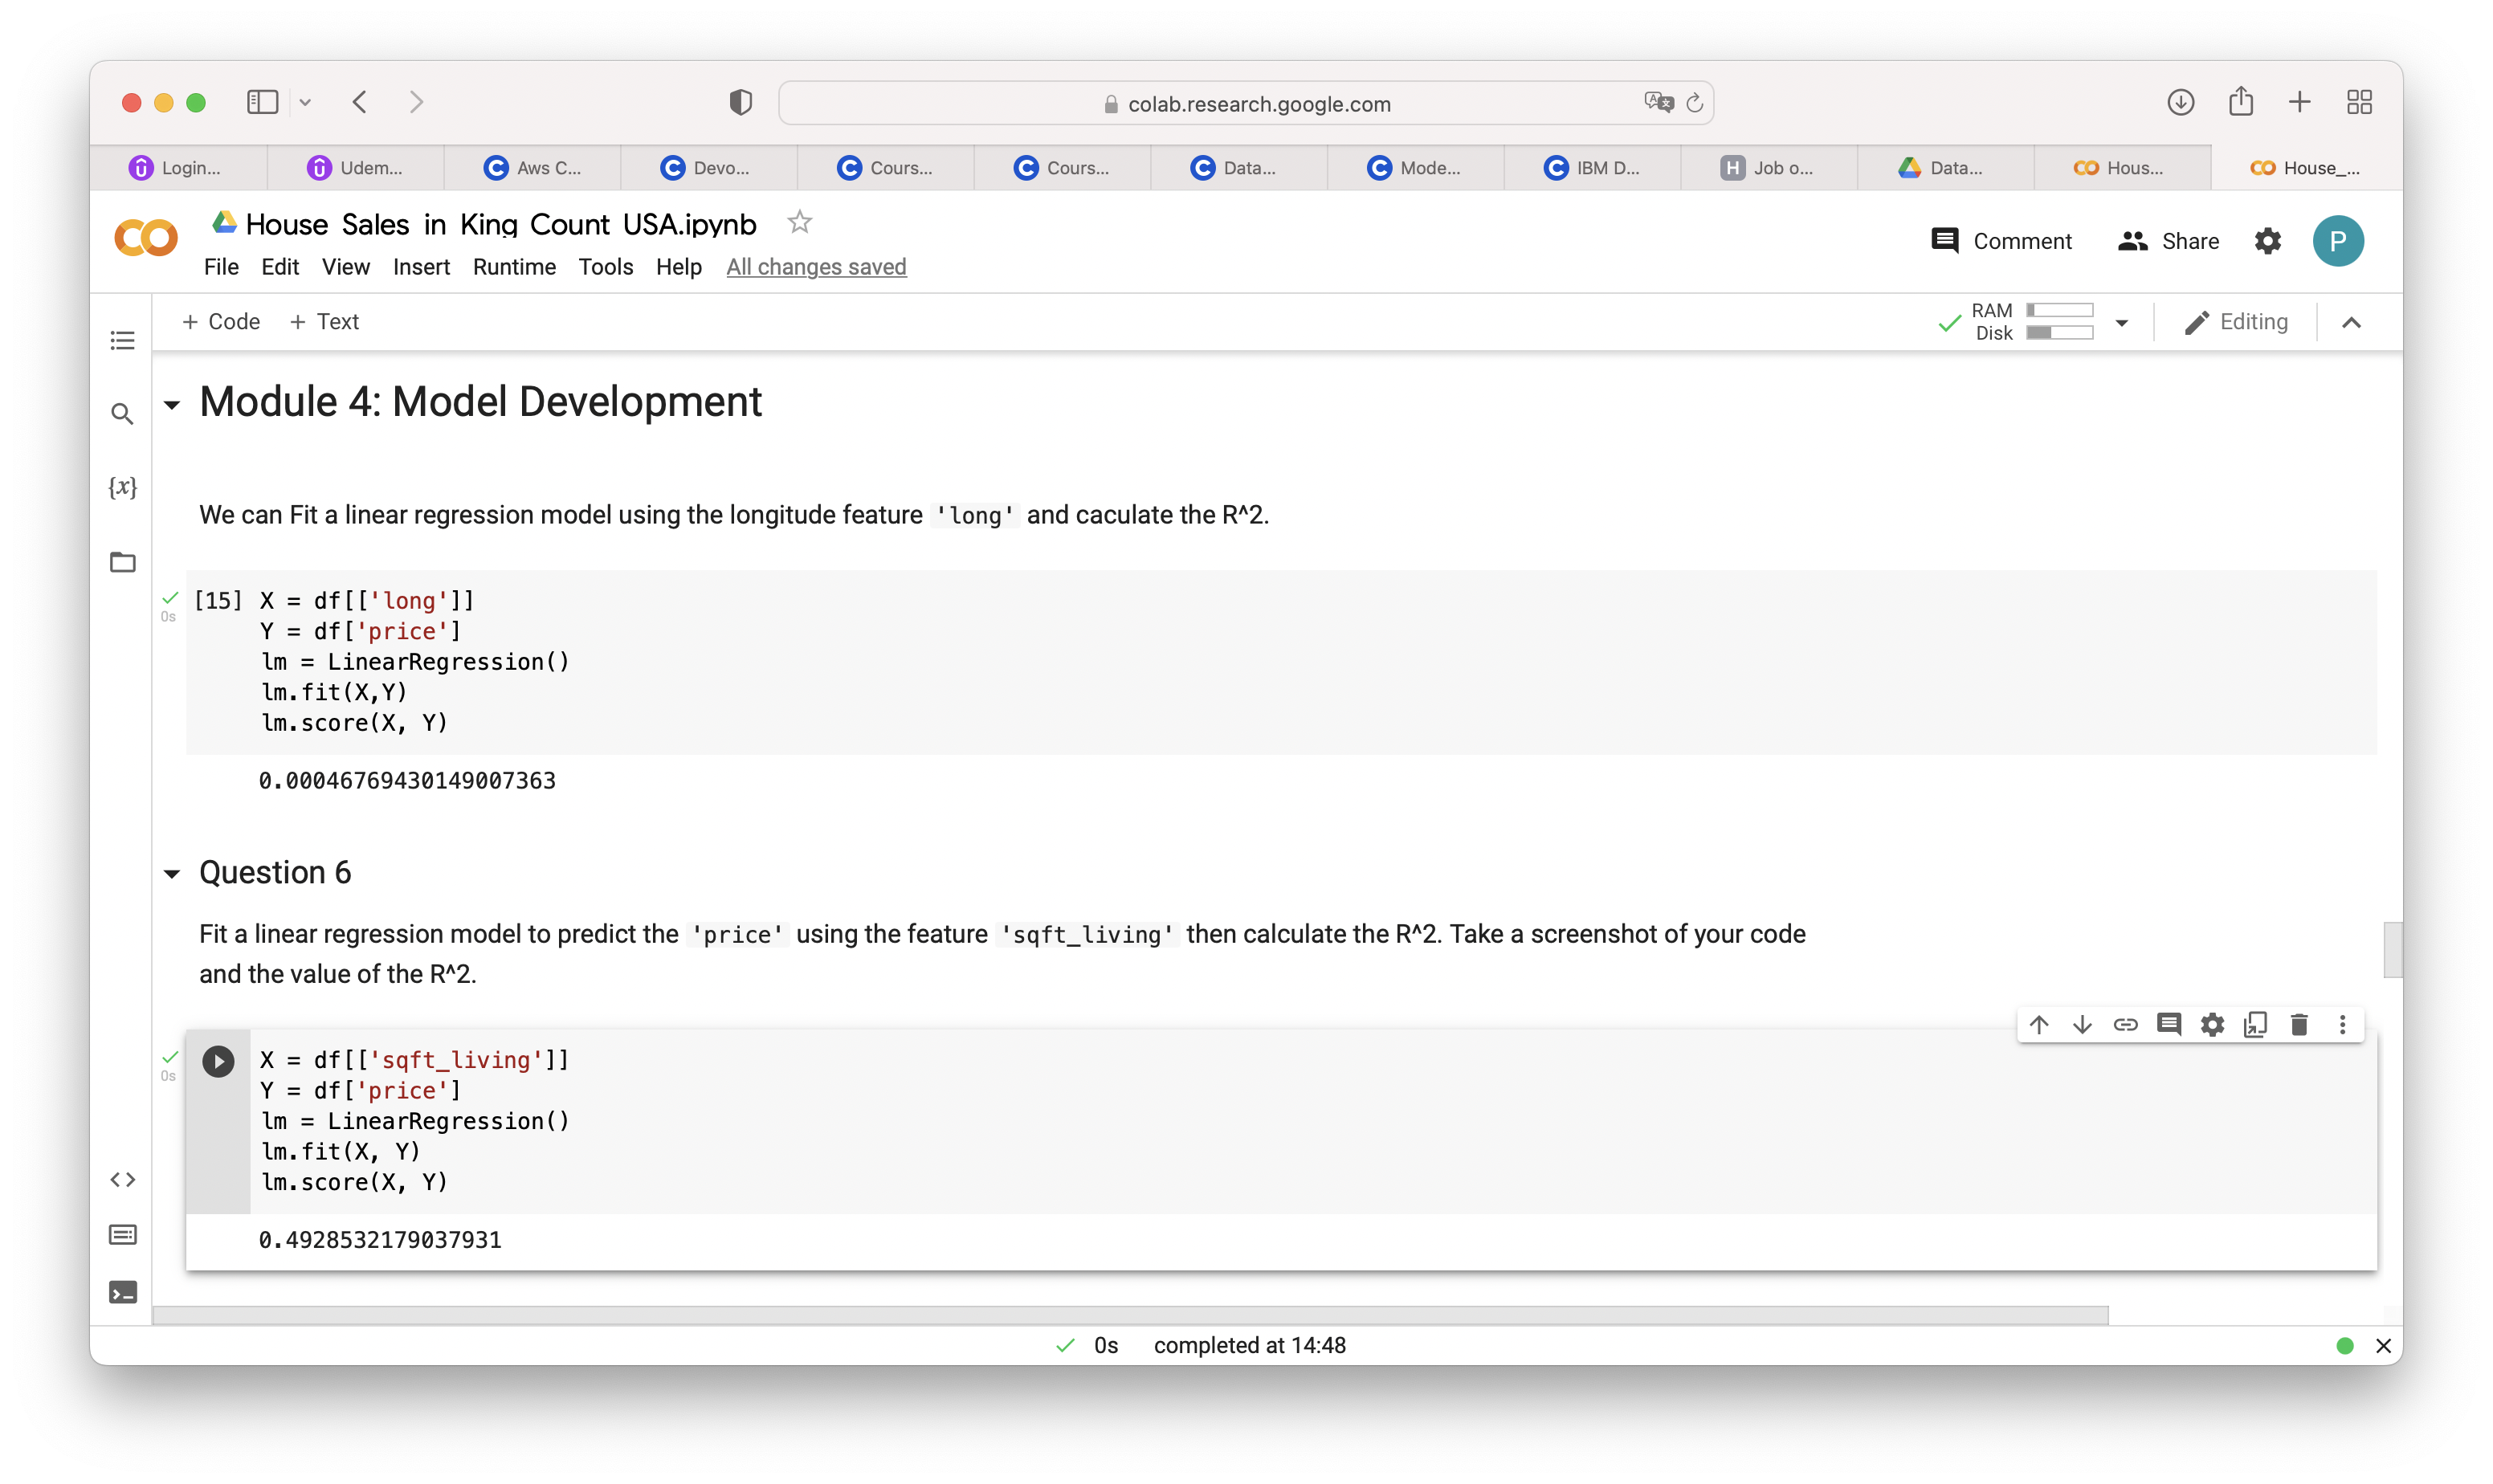 colab.research.google.com
Login... Udem... Aws C... Devo... Cours... Cours... Data... Mode... IBM D... H Job o... Data... Hous... House_...
House Sales in King Count USA.ipynb
Comment Share P
File Edit View Insert Runtime Tools Help All changes saved
+ Code + Text
RAM
Disk
Editing
Module 4: Model Development
{x}
We can Fit a linear regression model using the longitude feature 'long' and caculate the R^2.
0s
[15] X = df[['long']]
Y = df['price']
lm = LinearRegression()
lm.fit(X,Y)
lm.score(X, Y)
0.00046769430149007363
Question 6
Fit a linear regression model to predict the 'price' using the feature 'sqft_living' then calculate the R^2. Take a screenshot of your code
and the value of the R^2.
0s
X = df[['sqft_living']]
Y = df['price']
lm = LinearRegression()
lm.fit(X, Y)
lm.score(X, Y)
0.4928532179037931
0s completed at 14:48